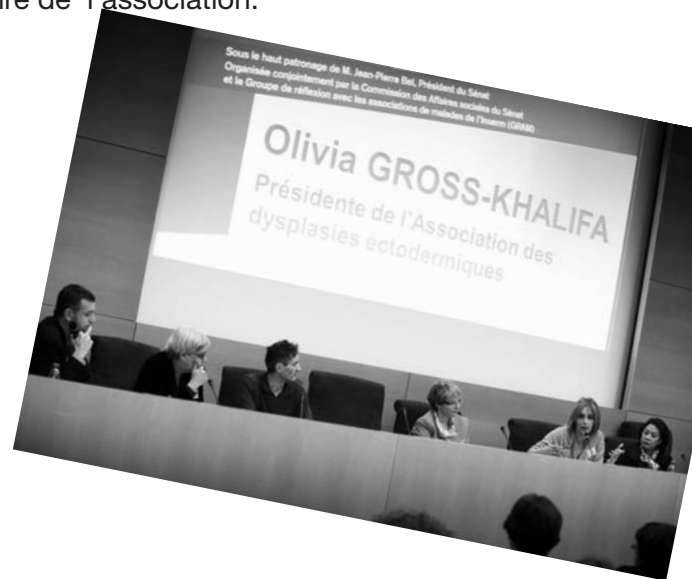 re de l'association.
Sous le haut patronage de M. Jean-Pierre Bel, Président du Sénat
Organisée conjointement par la Commission des Affaires sociales du Sénat
et le Groupe de réflexion avec les associations de malades de l'Inserm (GRAM)
Olivia GROSS-KHALIFA
Présidente de l'Association des
dysplasies ectodermiques